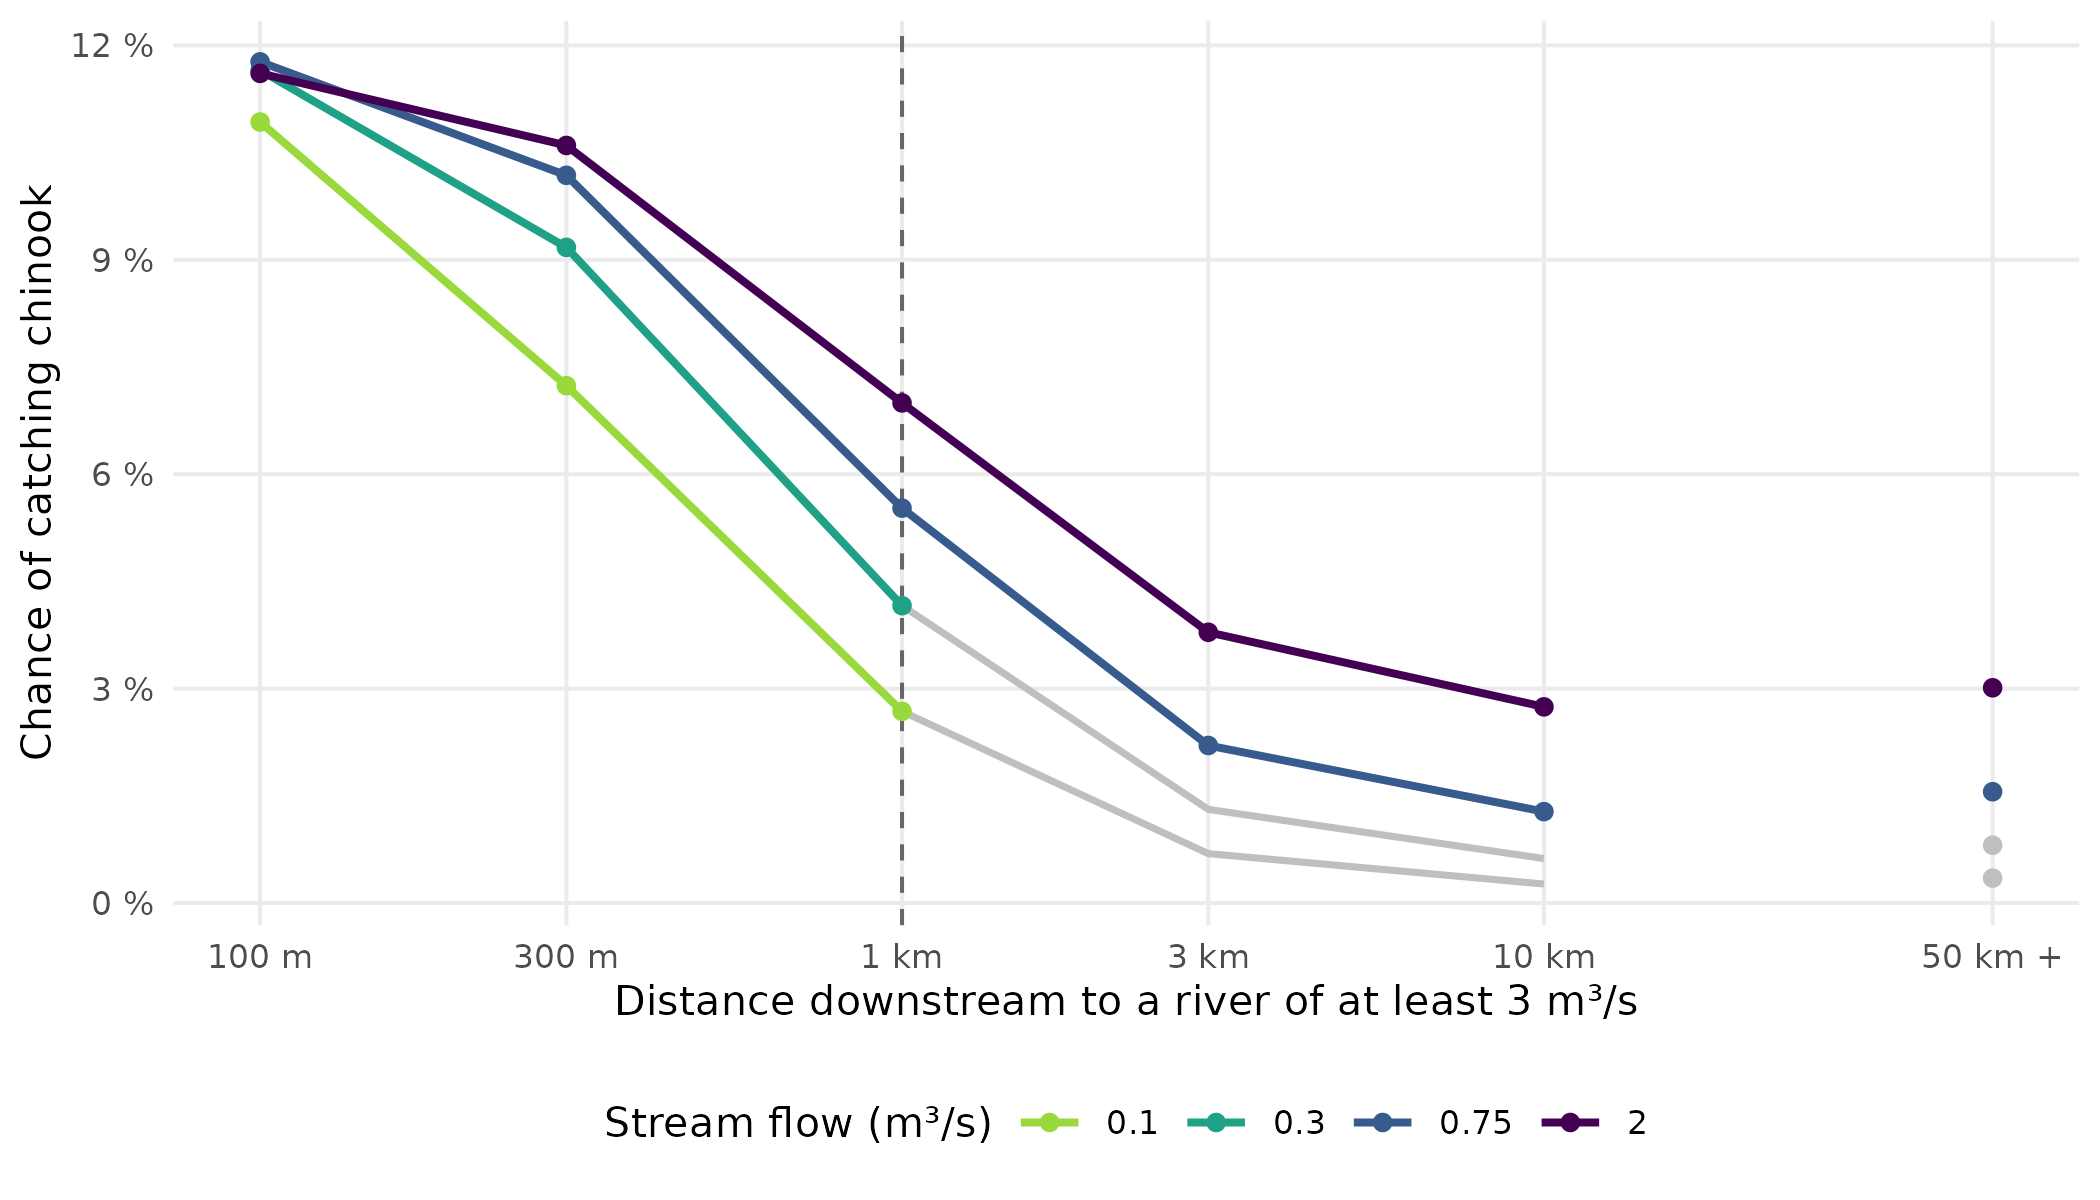 12 %
9 %
6 %
3 %
0 %
Chance of catching chinook
100 m 300 m 1 km 3 km 10 km 50 km +
Distance downstream to a river of at least 3 m³/s
Stream flow (m³/s) 0.1 0.3 0.75 2